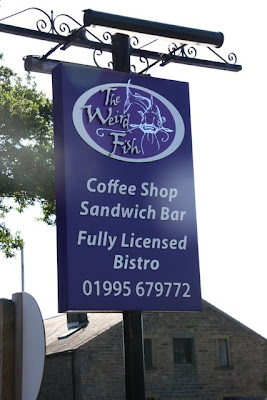 The
Weird
Fish
Coffee Shop
Sandwich Bar
Fully Licensed
Bistro
01995 679772